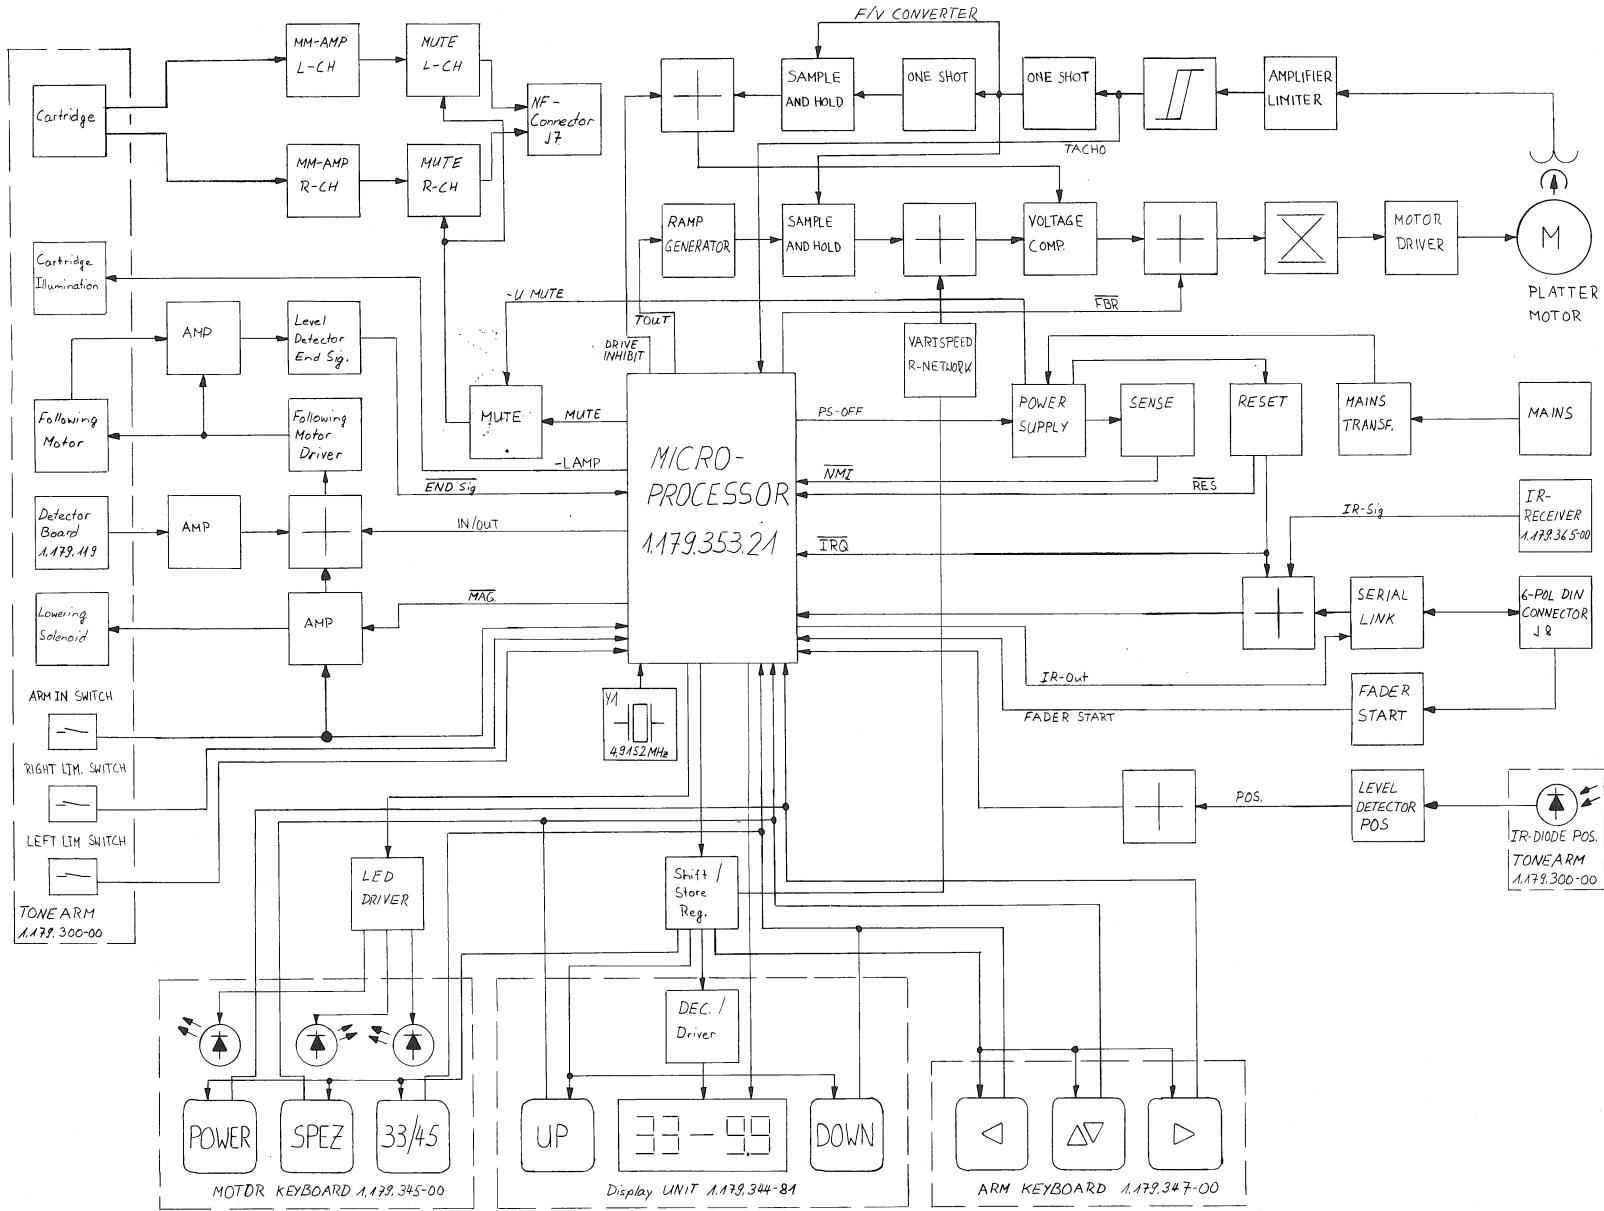 F/V CONVERTER
Cartridge
MM-AMP
L-CH
MUTE
L-CH
NF-
Connector
J7
MM-AMP
R-CH
MUTE
R-CH
SAMPLE
AND HOLD
ONE SHOT
ONE SHOT
AMPLIFIER
LIMITER
TACHO
RAMP
GENERATOR
SAMPLE
AND HOLD
VOLTAGE
COMP.
MOTOR
DRIVER
M
PLATTER
MOTOR
Cartridge
Illumination
-U MUTE
TOUT
DRIVE
INHIBIT
FBR
VARISPEED
R-NETWORK
AMP
Level
Detector
End Sig.
Following
Motor
Following
Motor
Driver
MUTE
MUTE
-LAMP
END Sig
MICRO-
PROCESSOR
1.179.353.21
PS-OFF
POWER
SUPPLY
SENSE
RESET
MAINS
TRANSF.
MAINS
NMI
RES
Detector
Board
1.179.119
AMP
IN/OUT
IRQ
IR-Sig
IR-
RECEIVER
1.179.365-00
Lowering
Solenoid
AMP
MAG.
SERIAL
LINK
6-POL DIN
CONNECTOR
J8
IR-Out
FADER START
FADER
START
ARM IN SWITCH
RIGHT LIM. SWITCH
LEFT LIM SWITCH
TONEARM
1.179.300-00
Y1
4,9152MHz
POS.
LEVEL
DETECTOR
POS
IR-DIODE POS.
TONEARM
1.179.300-00
LED
DRIVER
Shift /
Store
Reg.
DEC. /
Driver
POWER
SPEZ
33/45
MOTOR KEYBOARD 1.179.345-00
UP
33-9.9
DOWN
Display UNIT 1.179.344-81
ARM KEYBOARD 1.179.347-00